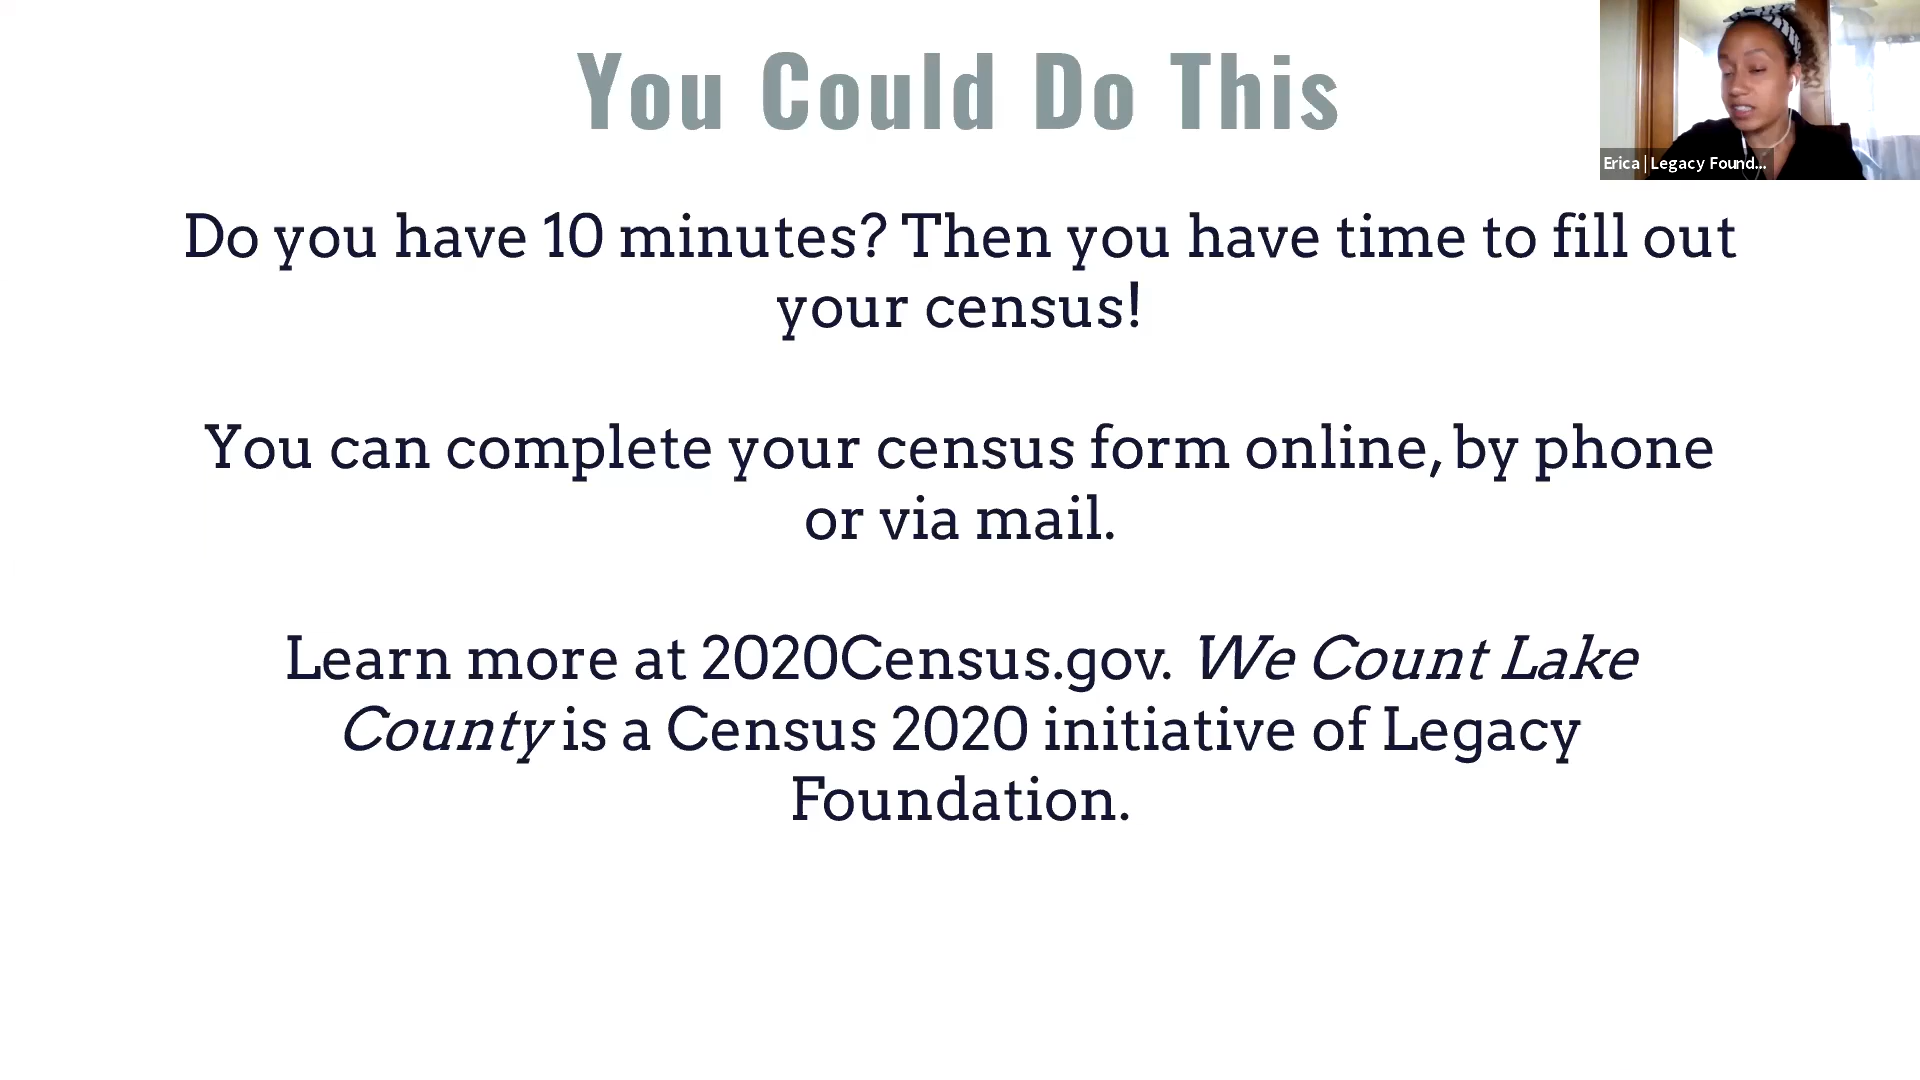 You Could Do This
Erica | Legacy Found...
Do you have 10 minutes? Then you have time to fill out
your census!
You can complete your census form online, by phone
or via mail.
Learn more at 2020Census.gov. We Count Lake
County is a Census 2020 initiative of Legacy
Foundation.